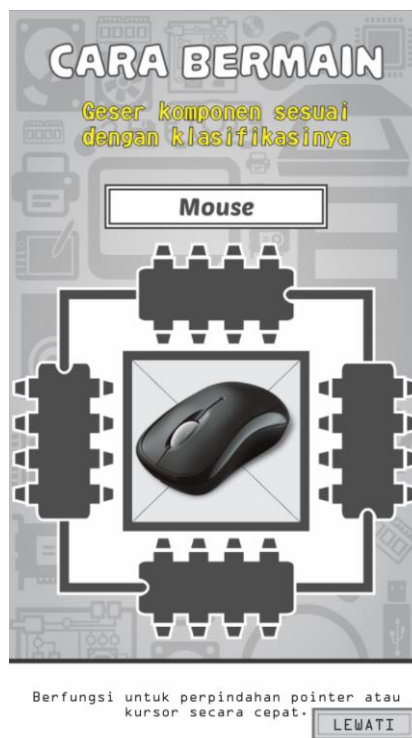 CARA BERMAIN
Geser komponen sesuai
dengan klasifikasinya
Mouse
Berfungsi untuk perpindahan pointer atau
kursor secara cepat.
LEWATI